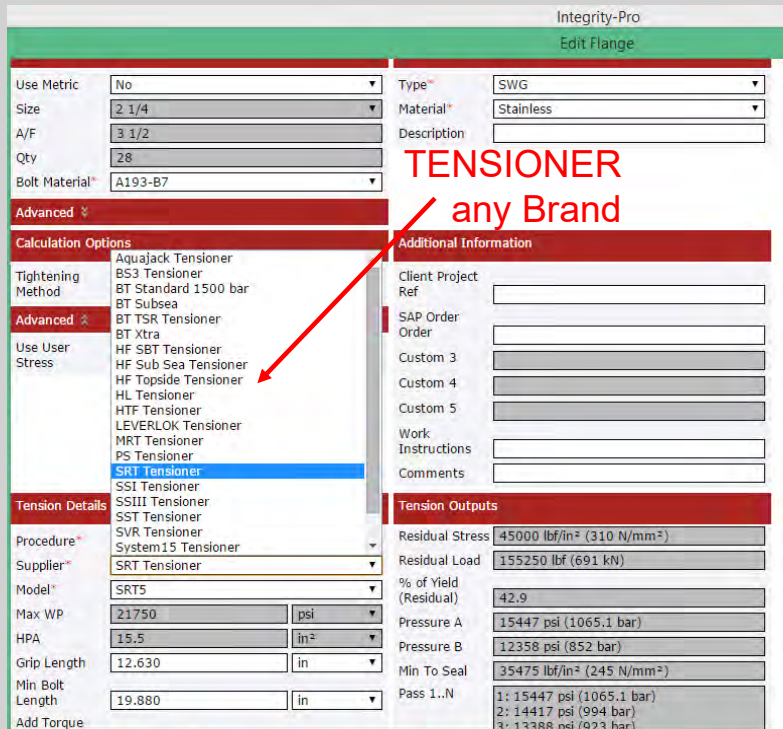 Integrity-Pro
Edit Flange
Use Metric No
Size 2 1/4
A/F 3 1/2
Qty 28
Bolt Material* A193-B7
Advanced
Type* SWG
Material* Stainless
Description
TENSIONER
any Brand
Calculation Options
Tightening
Method
Advanced
Use User
Stress
Aquajack Tensioner
BS3 Tensioner
BT Standard 1500 bar
BT Subsea
BT TSR Tensioner
BT Xtra
HF SBT Tensioner
HF Sub Sea Tensioner
HF Topside Tensioner
HL Tensioner
HTF Tensioner
LEVERLOK Tensioner
MRT Tensioner
PS Tensioner
SRT Tensioner
SSI Tensioner
SSIII Tensioner
SST Tensioner
SVR Tensioner
System15 Tensioner
Additional Information
Client Project
Ref
SAP Order
Order
Custom 3
Custom 4
Custom 5
Work
Instructions
Comments
Tension Details
Procedure*
Supplier* SRT Tensioner
Model* SRT5
Max WP 21750 psi
HPA 15.5 in²
Grip Length 12.630 in
Min Bolt
Length 19.880 in
Add Torque
Tension Outputs
Residual Stress 45000 lbf/in² (310 N/mm²)
Residual Load 155250 lbf (691 kN)
% of Yield
(Residual) 42.9
Pressure A 15447 psi (1065.1 bar)
Pressure B 12358 psi (852 bar)
Min To Seal 35475 lbf/in² (245 N/mm²)
Pass 1..N 1: 15447 psi (1065.1 bar)
2: 14417 psi (994 bar)
3: 13388 psi (923 bar)